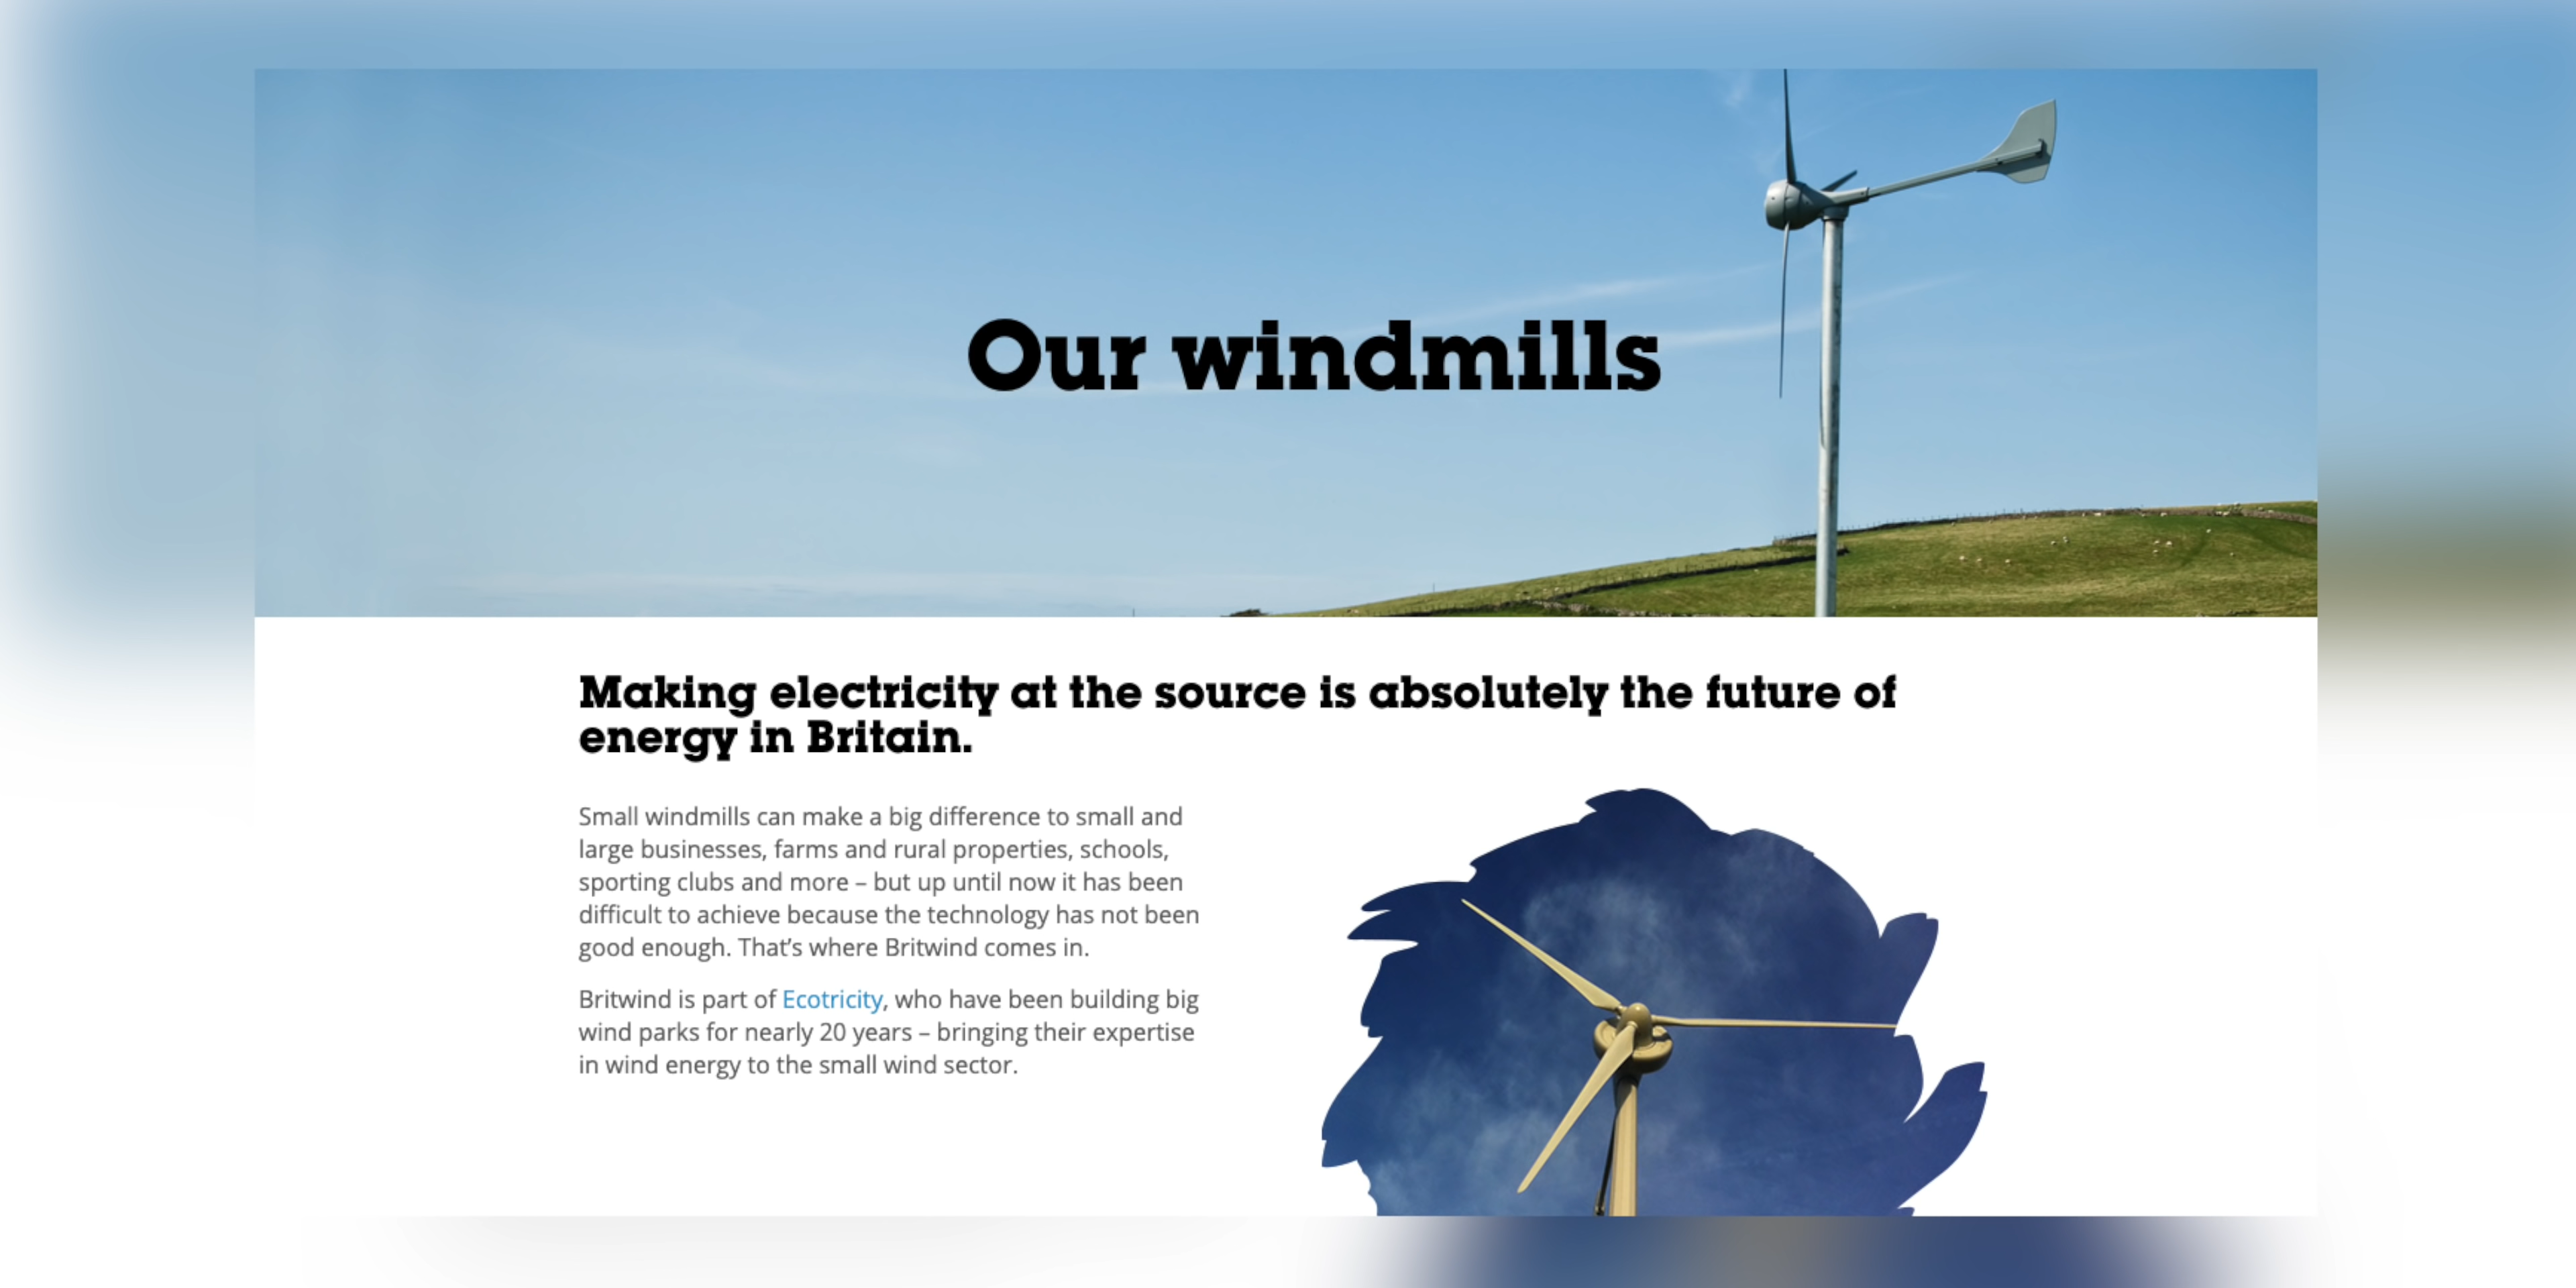 Our windmills
Making electricity at the source is absolutely the future of
energy in Britain.
Small windmills can make a big difference to small and
large businesses, farms and rural properties, schools,
sporting clubs and more – but up until now it has been
difficult to achieve because the technology has not been
good enough. That’s where Britwind comes in.
Britwind is part of Ecotricity, who have been building big
wind parks for nearly 20 years – bringing their expertise
in wind energy to the small wind sector.